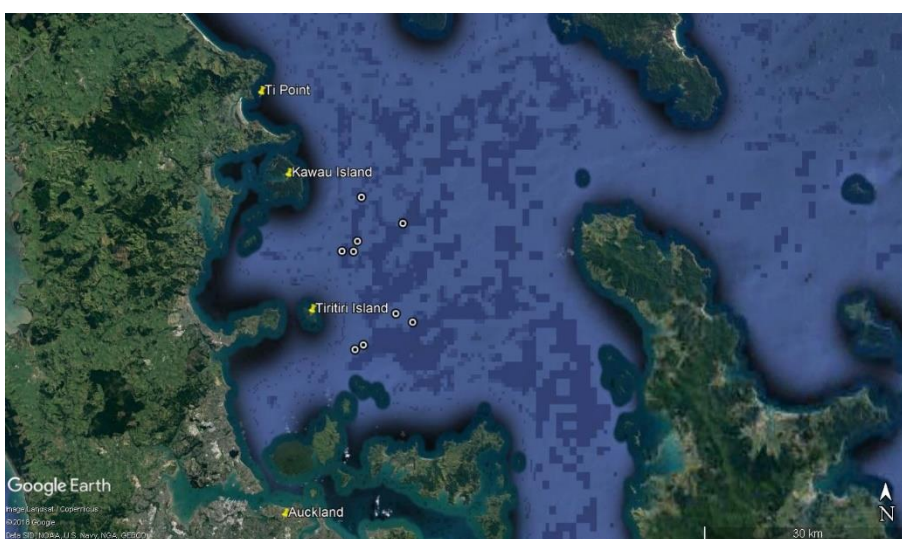 Ti Point
Kawau Island
Tiritiri Island
Google Earth
Image Landsat / Copernicus
© 2018 Google
Data SIO, NOAA, U.S. Navy, NGA, GEBCO
Auckland
N
30 km